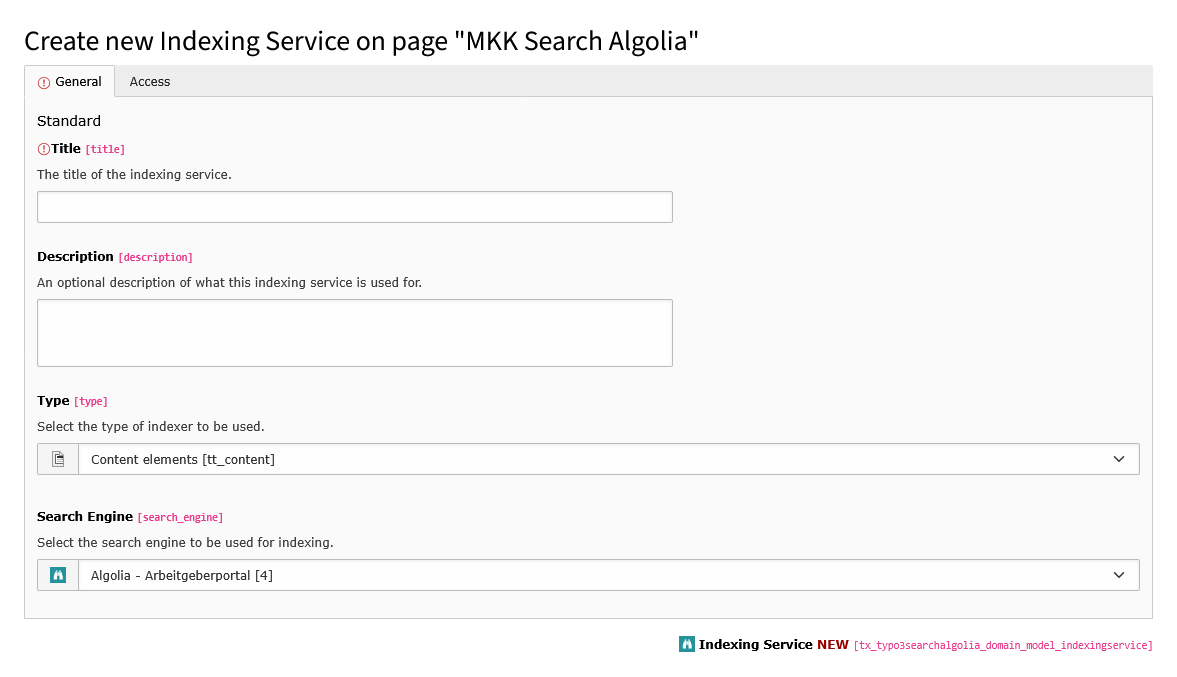 Create new Indexing Service on page "MKK Search Algolia"
General Access
Standard
Title [title]
The title of the indexing service.
Description [description]
An optional description of what this indexing service is used for.
Type [type]
Select the type of indexer to be used.
Content elements [tt_content]
Search Engine [search_engine]
Select the search engine to be used for indexing.
Algolia - Arbeitgeberportal [4]
Indexing Service NEW [tx_typo3searchalgolia_domain_model_indexingservice]